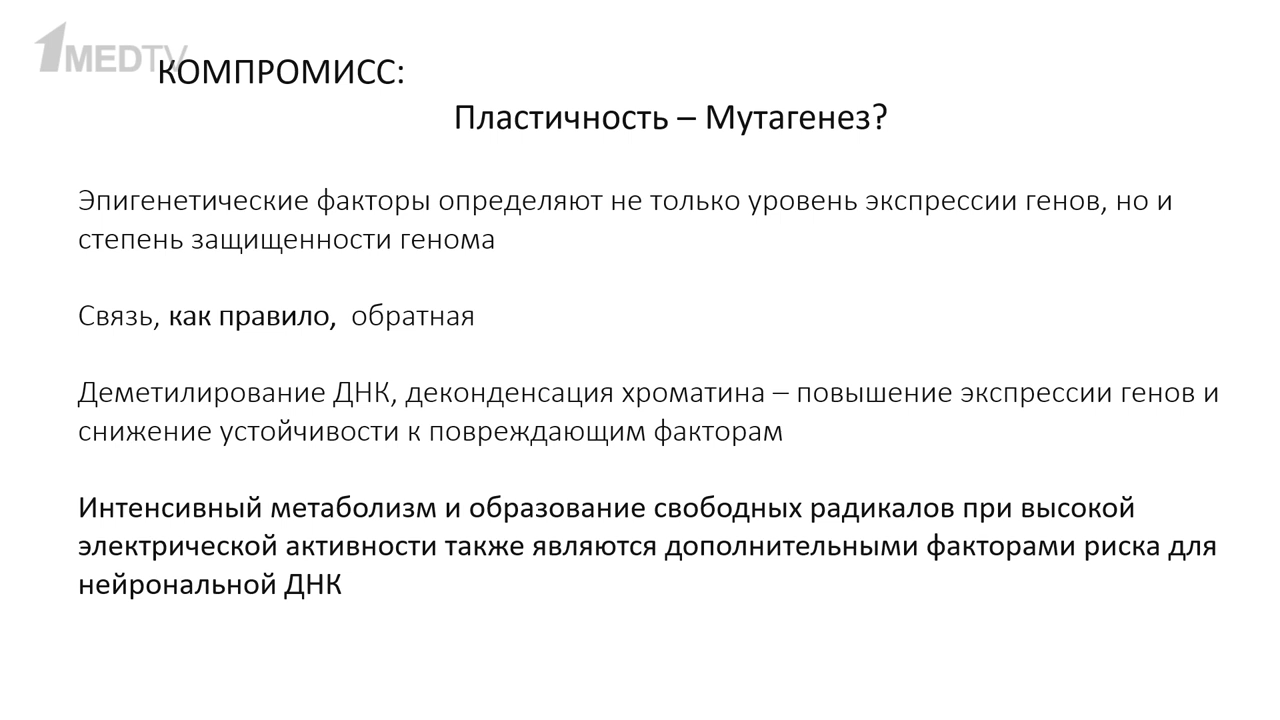 1MEDTV
КОМПРОМИСС:
Пластичность – Мутагенез?
Эпигенетические факторы определяют не только уровень экспрессии генов, но и
степень защищенности генома
Связь, как правило, обратная
Деметилирование ДНК, деконденсация хроматина – повышение экспрессии генов и
снижение устойчивости к повреждающим факторам
Интенсивный метаболизм и образование свободных радикалов при высокой
электрической активности также являются дополнительными факторами риска для
нейрональной ДНК